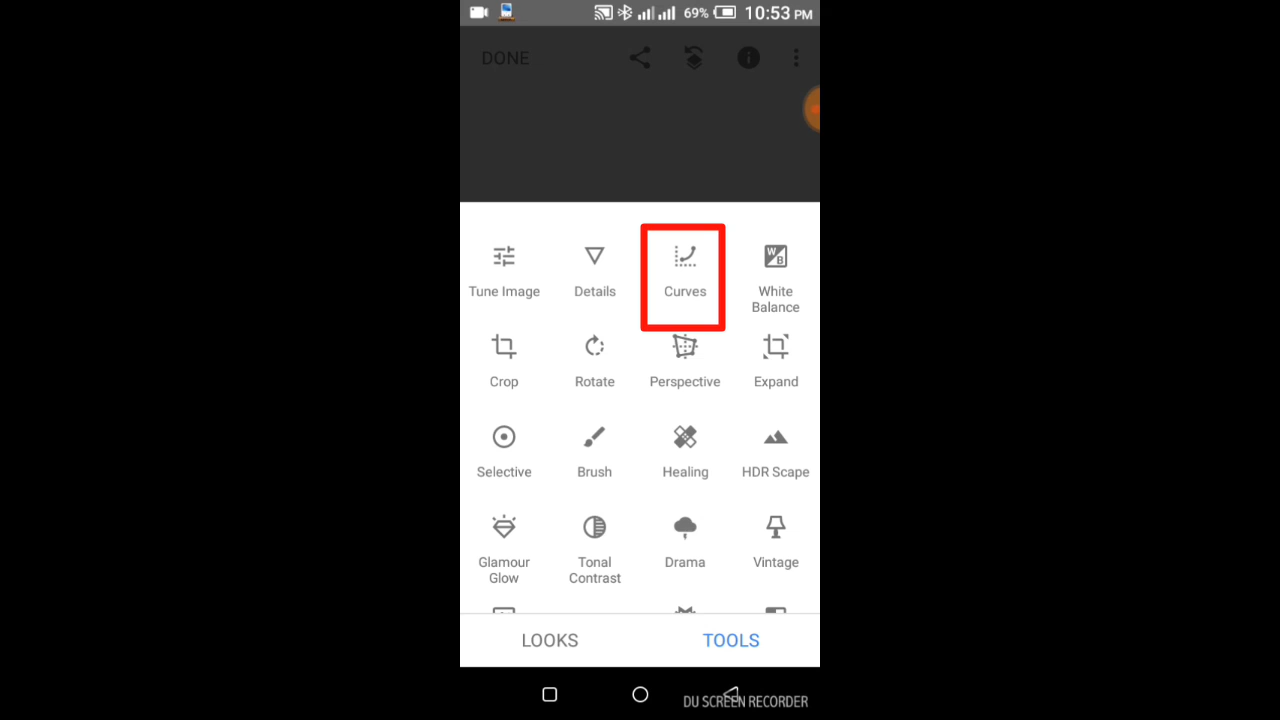 69% 10:53 PM
DONE
Tune Image Details Curves White Balance
Crop Rotate Perspective Expand
Selective Brush Healing HDR Scape
Glamour Glow Tonal Contrast Drama Vintage
LOOKS TOOLS
DU SCREEN RECORDER